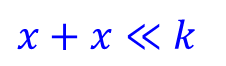 x + x ≪ k